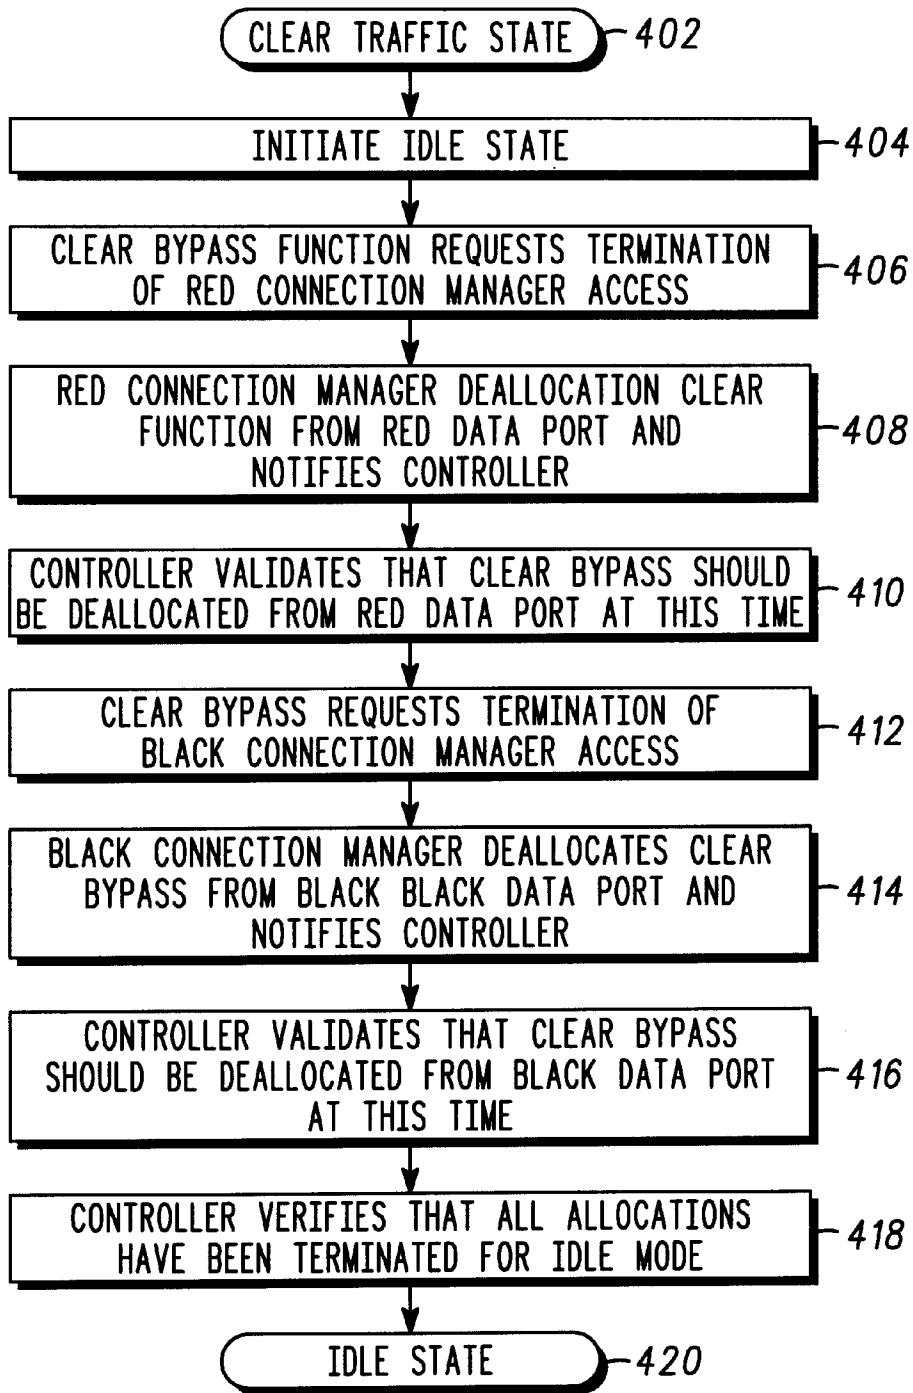 CLEAR TRAFFIC STATE 402
INITIATE IDLE STATE 404
CLEAR BYPASS FUNCTION REQUESTS TERMINATION
OF RED CONNECTION MANAGER ACCESS 406
RED CONNECTION MANAGER DEALLOCATION CLEAR
FUNCTION FROM RED DATA PORT AND 408
NOTIFIES CONTROLLER
CONTROLLER VALIDATES THAT CLEAR BYPASS SHOULD 410
BE DEALLOCATED FROM RED DATA PORT AT THIS TIME
CLEAR BYPASS REQUESTS TERMINATION OF 412
BLACK CONNECTION MANAGER ACCESS
BLACK CONNECTION MANAGER DEALLOCATES CLEAR
BYPASS FROM BLACK BLACK DATA PORT AND 414
NOTIFIES CONTROLLER
CONTROLLER VALIDATES THAT CLEAR BYPASS
SHOULD BE DEALLOCATED FROM BLACK DATA PORT 416
AT THIS TIME
CONTROLLER VERIFIES THAT ALL ALLOCATIONS 418
HAVE BEEN TERMINATED FOR IDLE MODE
IDLE STATE 420